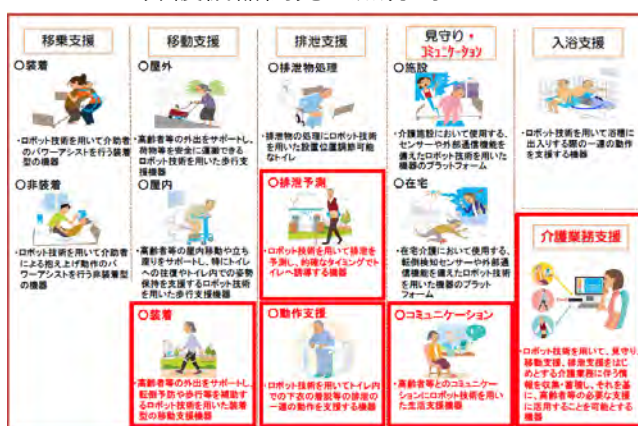 移乗支援
○装着
・ロボット技術を用いて介助者
のパワーアシストを行う装着
型の機器
○非装着
・ロボット技術を用いて介助者
による抱え上げ動作のパ
ワーアシストを行う非装着型
の機器
移動支援
○屋外
・高齢者等の外出をサポートし、
荷物等を安全に運搬できる
ロボット技術を用いた歩行支
援機器
○屋内
・高齢者等の屋内移動や立ち
座りをサポートし、特にトイレ
への往復やトイレ内での姿勢
保持を支援するロボット技術
を用いた歩行支援機器
○装着
・高齢者等の外出をサポートし、
転倒予防や歩行等を補助す
るロボット技術を用いた装着
型の移動支援機器
排泄支援
○排泄物処理
・排泄物の処理にロボット技術
を用いた設置位置調節可能
なトイレ
○排泄予測
・ロボット技術を用いて排泄を
予測し、的確なタイミングでト
イレへ誘導する機器
○動作支援
・ロボット技術を用いてトイレ内
での下衣の着脱等の排泄の
一連の動作を支援する機器
見守り・
コミュニケーション
○施設
・介護施設において使用する、
センサーや外部通信機能を
備えたロボット技術を用いた
機器のプラットフォーム
○在宅
・在宅介護において使用する、
転倒検知センサーや外部通
信機能を備えたロボット技術
を用いた機器のプラット
フォーム
○コミュニケーション
・高齢者等とのコミュニケー
ションにロボット技術を用い
た生活支援機器
入浴支援
・ロボット技術を用いて浴槽に
出入りする際の一連の動作
を支援する機器
介護業務支援
・ロボット技術を用いて、見守り、
移動支援、排泄支援をはじ
めとする介護業務に伴う情
報を収集・蓄積し、それを基
に、高齢者等の必要な支援
に活用することを可能とする
機器